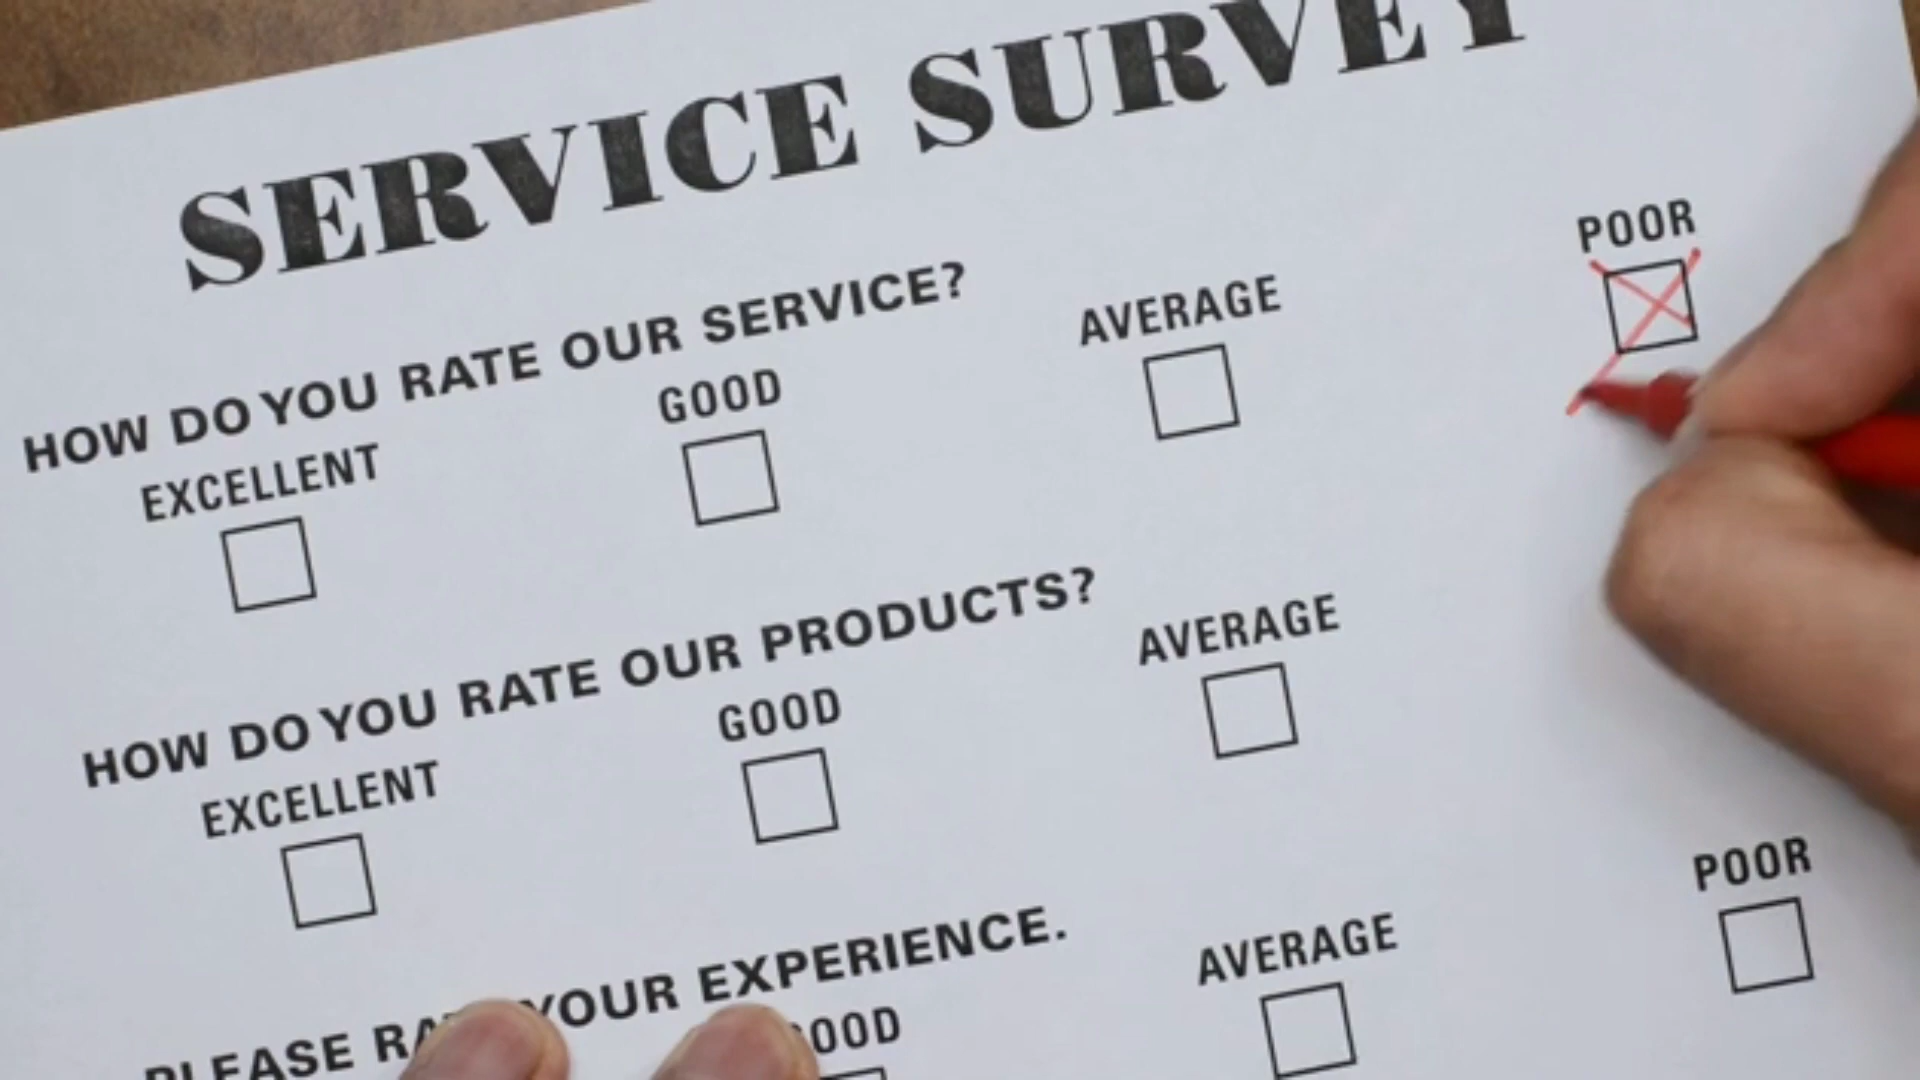 SERVICE SURVEY
HOW DO YOU RATE OUR SERVICE?
EXCELLENT GOOD AVERAGE POOR
HOW DO YOU RATE OUR PRODUCTS?
EXCELLENT GOOD AVERAGE
PLEASE YOUR EXPERIENCE.
AVERAGE POOR